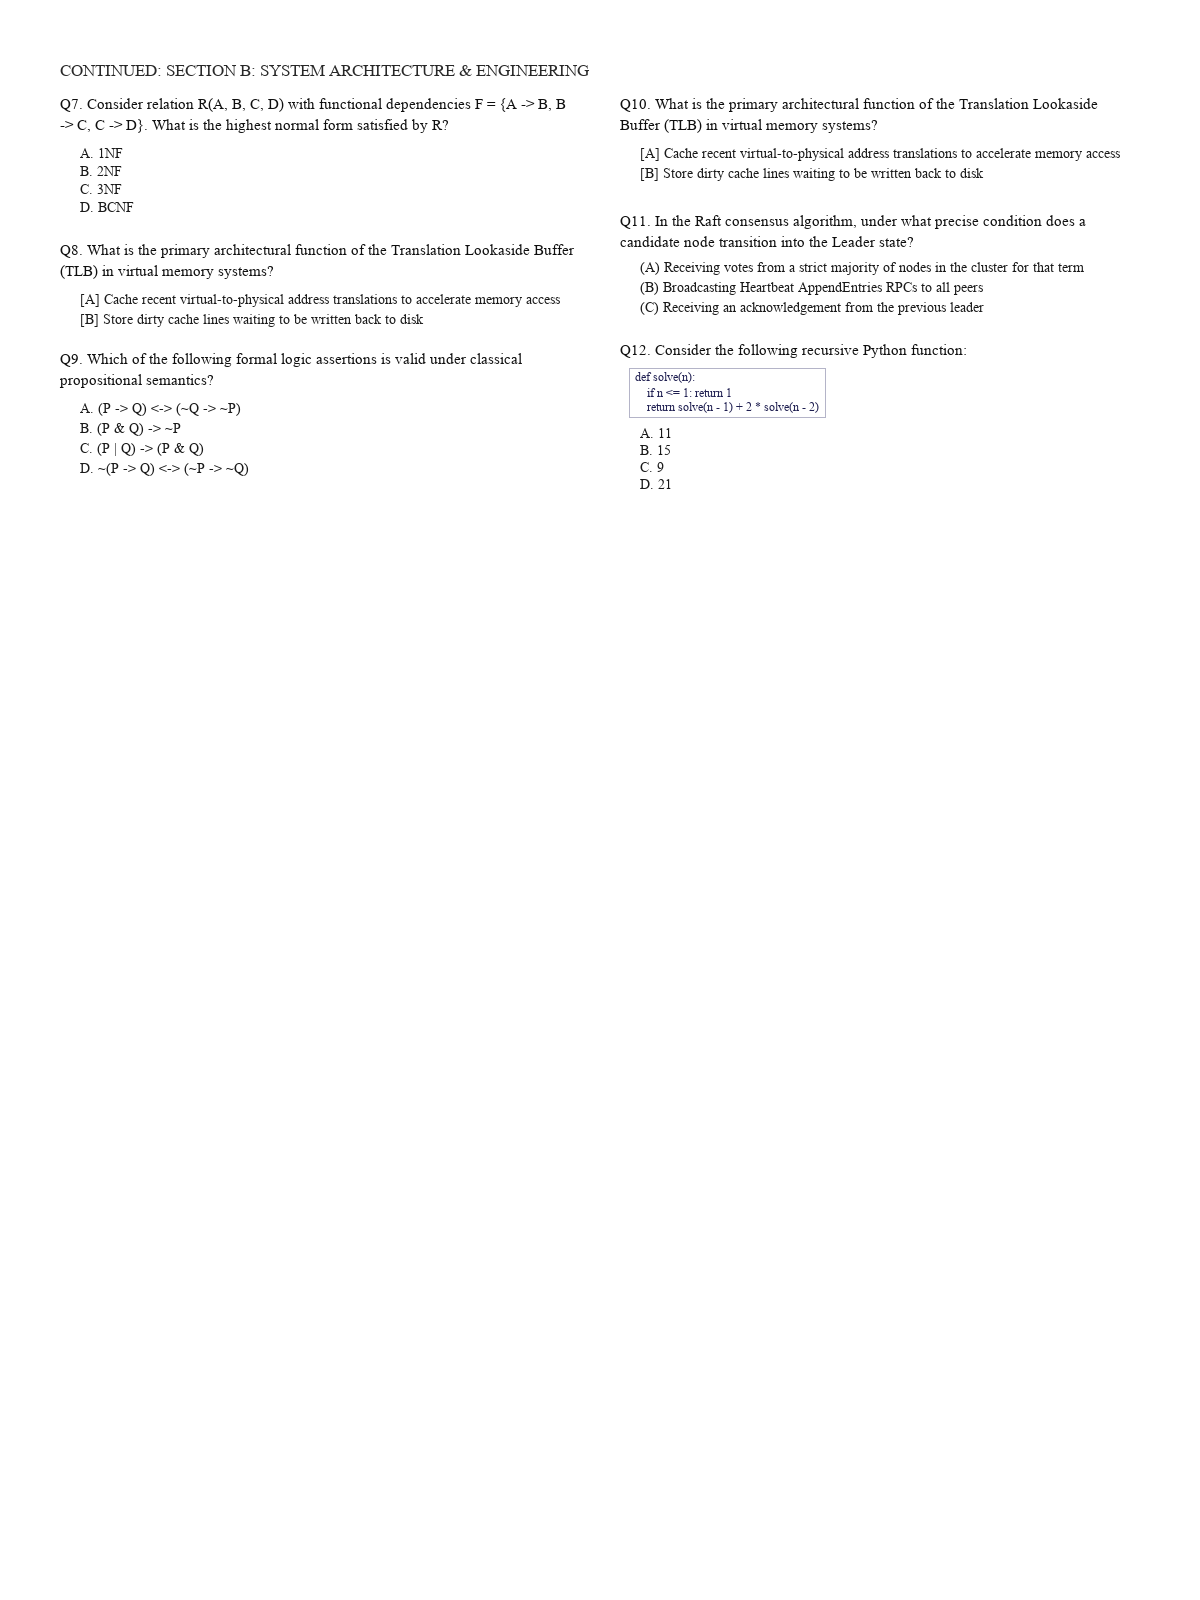 CONTINUED: SECTION B: SYSTEM ARCHITECTURE & ENGINEERING
Q7. Consider relation R(A, B, C, D) with functional dependencies F = {A -> B, B
-> C, C -> D}. What is the highest normal form satisfied by R?
A. 1NF
B. 2NF
C. 3NF
D. BCNF
Q8. What is the primary architectural function of the Translation Lookaside Buffer
(TLB) in virtual memory systems?
[A] Cache recent virtual-to-physical address translations to accelerate memory access
[B] Store dirty cache lines waiting to be written back to disk
Q9. Which of the following formal logic assertions is valid under classical
propositional semantics?
A. (P -> Q) <-> (~Q -> ~P)
B. (P & Q) -> ~P
C. (P | Q) -> (P & Q)
D. ~(P -> Q) <-> (~P -> ~Q)
Q10. What is the primary architectural function of the Translation Lookaside
Buffer (TLB) in virtual memory systems?
[A] Cache recent virtual-to-physical address translations to accelerate memory access
[B] Store dirty cache lines waiting to be written back to disk
Q11. In the Raft consensus algorithm, under what precise condition does a
candidate node transition into the Leader state?
(A) Receiving votes from a strict majority of nodes in the cluster for that term
(B) Broadcasting Heartbeat AppendEntries RPCs to all peers
(C) Receiving an acknowledgement from the previous leader
Q12. Consider the following recursive Python function:
def solve(n):
if n <= 1: return 1
return solve(n - 1) + 2 * solve(n - 2)
A. 11
B. 15
C. 9
D. 21